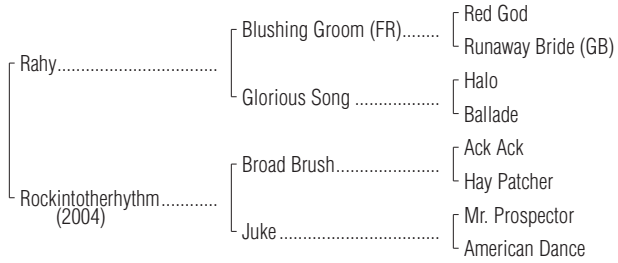 Red God
Blushing Groom (FR)........
Runaway Bride (GB)
Rahy.................................
Halo
Glorious Song ..................
Ballade
Ack Ack
Broad Brush......................
Hay Patcher
Rockintotherhythm............
(2004)
Mr. Prospector
Juke ..................................
American Dance